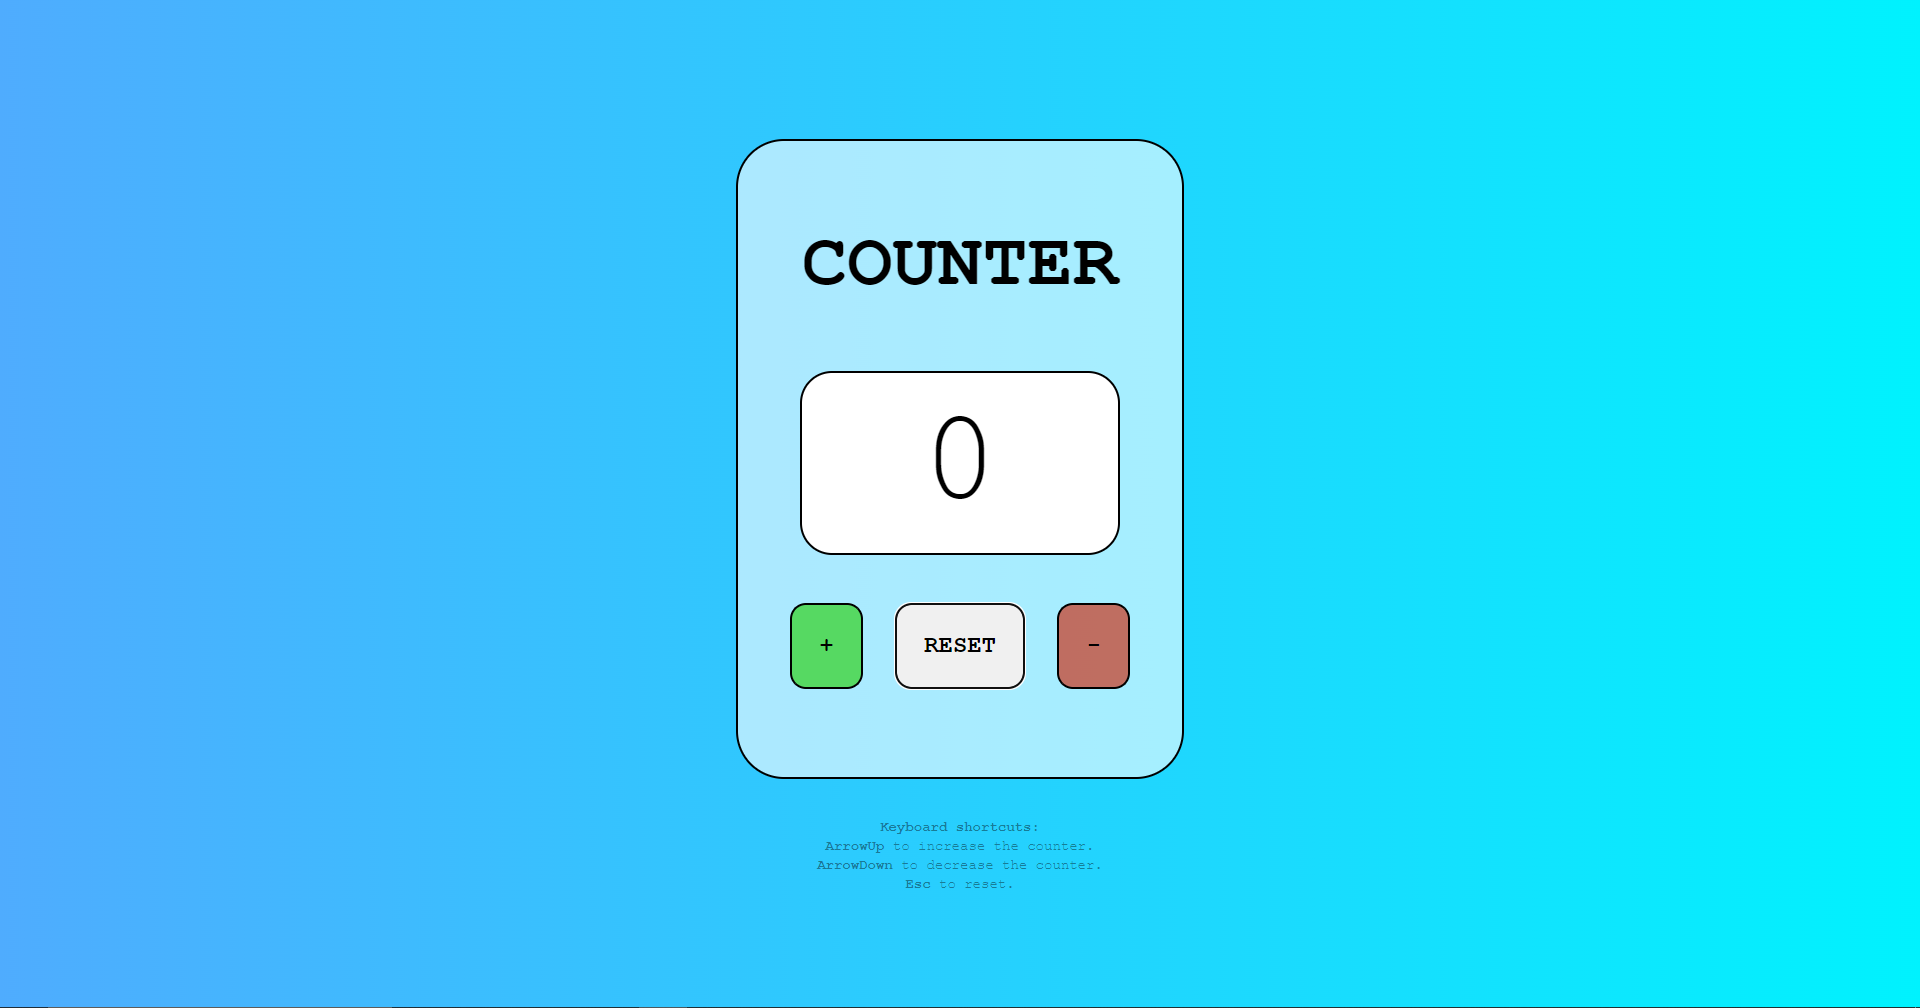 COUNTER
0
+ RESET -
Keyboard shortcuts:
ArrowUp to increase the counter.
ArrowDown to decrease the counter.
Esc to reset.